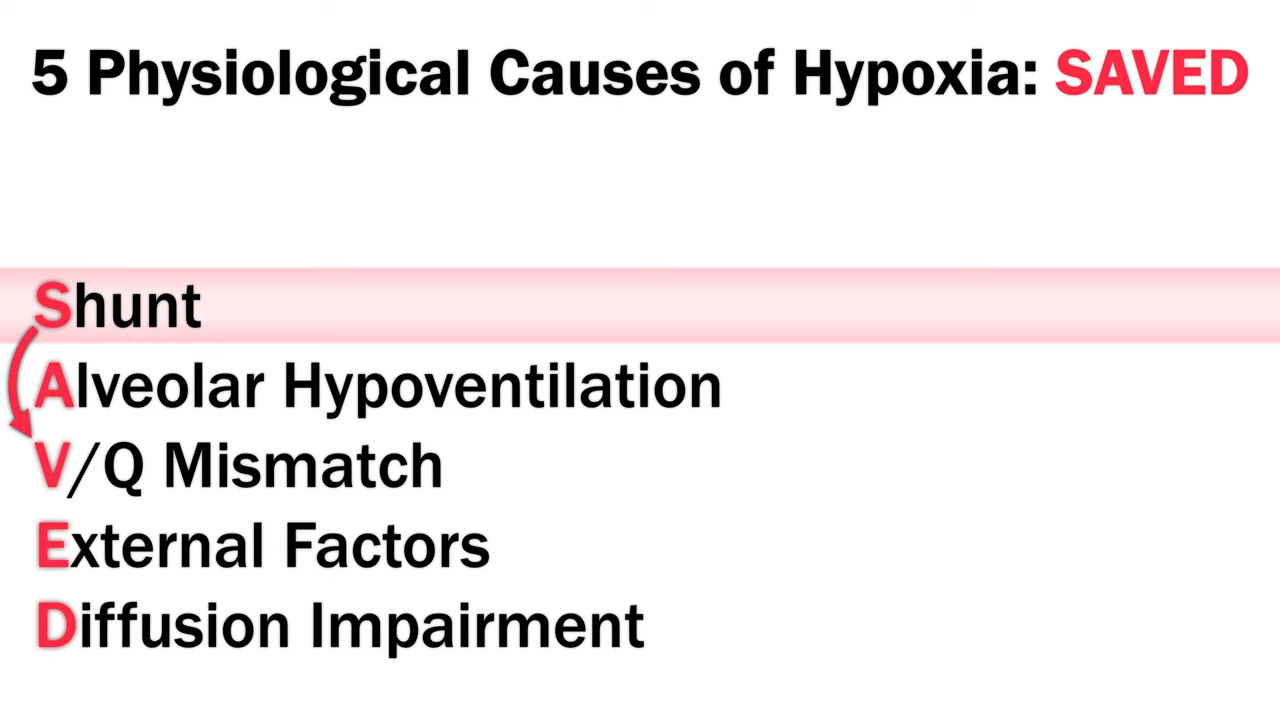 5 Physiological Causes of Hypoxia: SAVED
Shunt
Alveolar Hypoventilation
V/Q Mismatch
External Factors
Diffusion Impairment